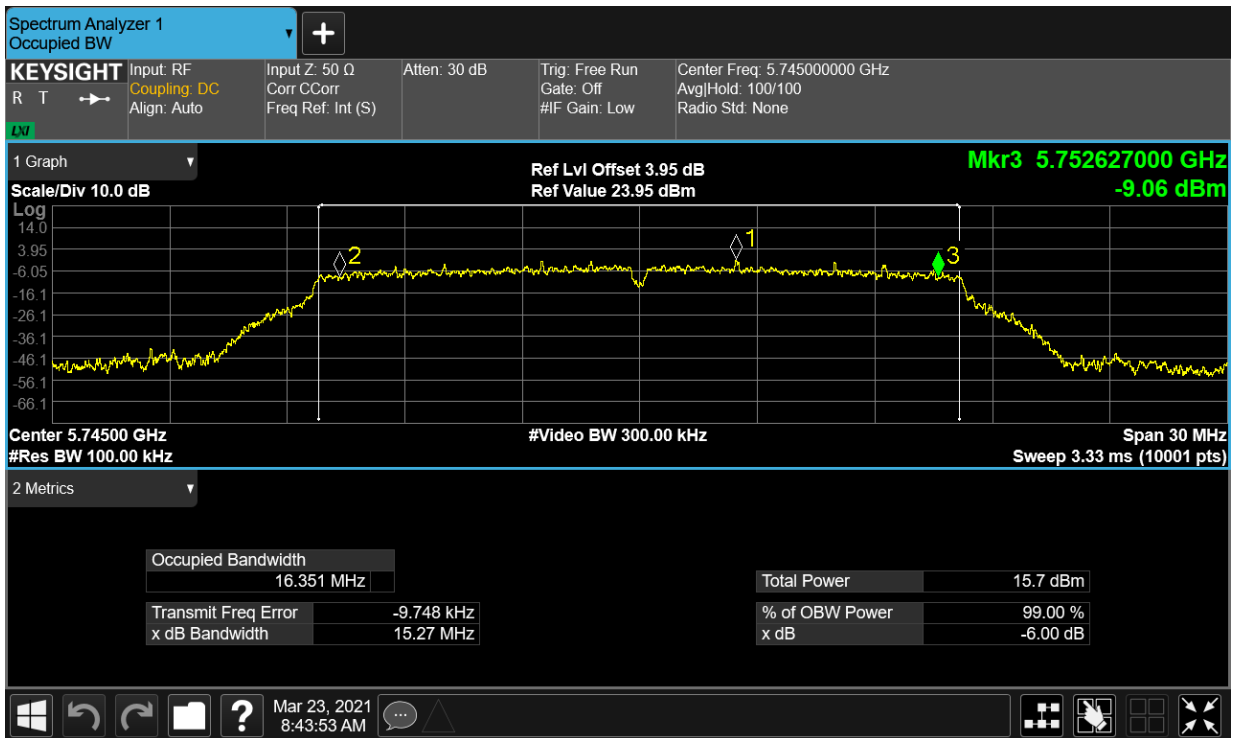 Spectrum Analyzer 1
Occupied BW
KEYSIGHT
R T
LXI
Input: RF
Coupling: DC
Align: Auto
Input Z: 50 Ω
Corr CCorr
Freq Ref: Int (S)
Atten: 30 dB
Trig: Free Run
Gate: Off
#IF Gain: Low
Center Freq: 5.745000000 GHz
Avg|Hold: 100/100
Radio Std: None
1 Graph
Scale/Div 10.0 dB
Log
Ref Lvl Offset 3.95 dB
Ref Value 23.95 dBm
Mkr3 5.752627000 GHz
-9.06 dBm
14.0
3.95
-6.05
-16.1
-26.1
-36.1
-46.1
-56.1
-66.1
2
1
3
Center 5.74500 GHz
#Res BW 100.00 kHz
#Video BW 300.00 kHz
Span 30 MHz
Sweep 3.33 ms (10001 pts)
2 Metrics
Occupied Bandwidth
16.351 MHz
Transmit Freq Error -9.748 kHz
x dB Bandwidth 15.27 MHz
Total Power 15.7 dBm
% of OBW Power 99.00 %
x dB -6.00 dB
?
Mar 23, 2021
8:43:53 AM